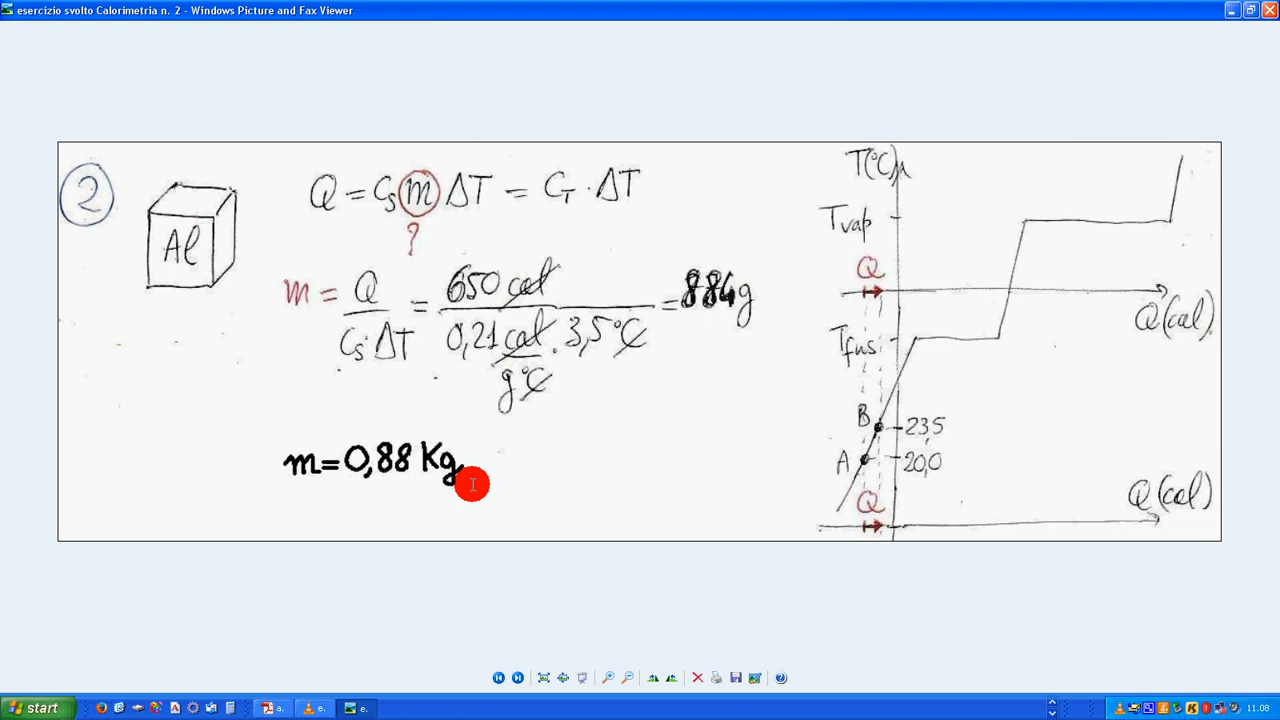 esercizio svolto Calorimetria n. 2 - Windows Picture and Fax Viewer
2
Al
Q = Cs m ΔT = CT · ΔT
?
m = Q / Cs · ΔT = 650 cal / 0,21 cal / g °C · 3,5 °C = 884 g
m = 0,88 Kg
T(°C)
Tvap
Q
Q (cal)
Tfus
B
23,5
A
20,0
Q
Q (cal)
start
a.
e.
e.
11.08